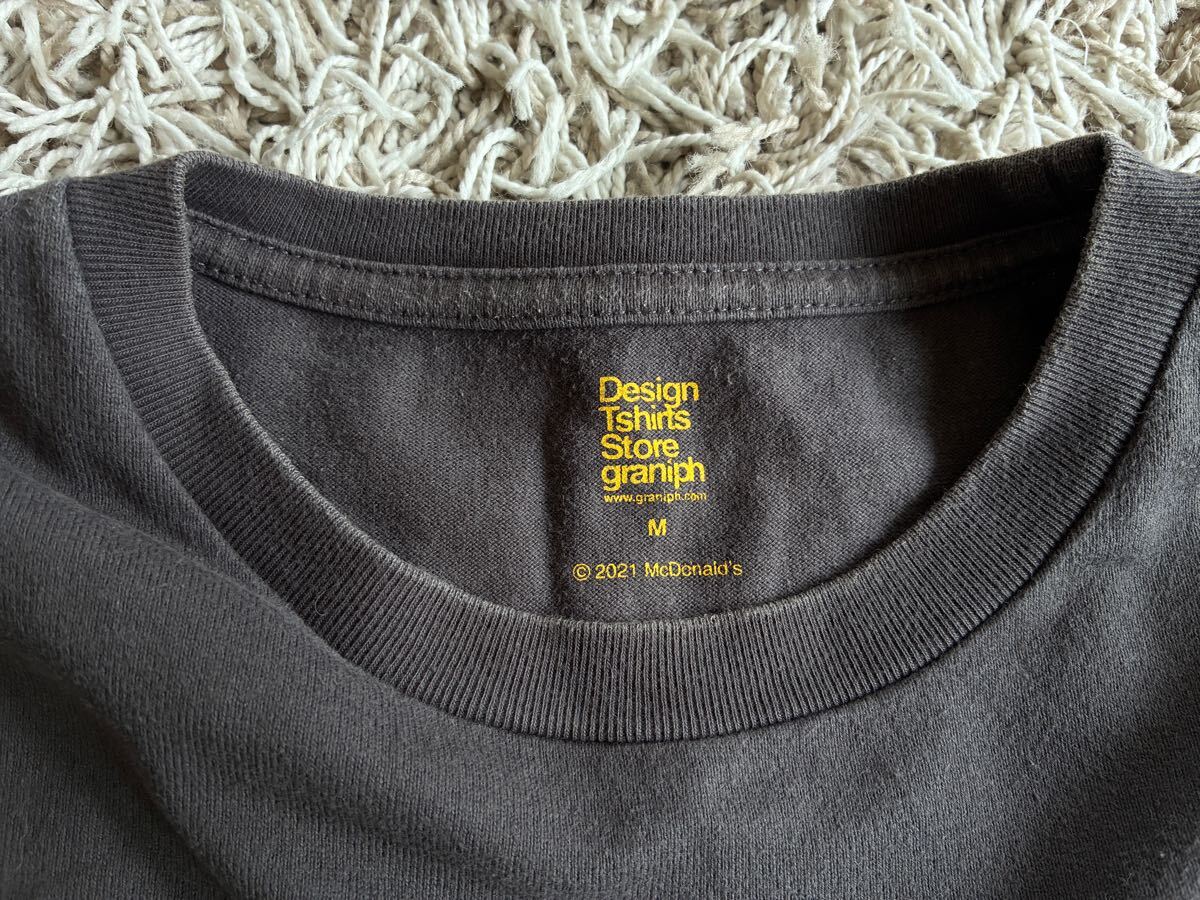 Design
Tshirts
Store
graniph
www.graniph.com
M
© 2021 McDonald's